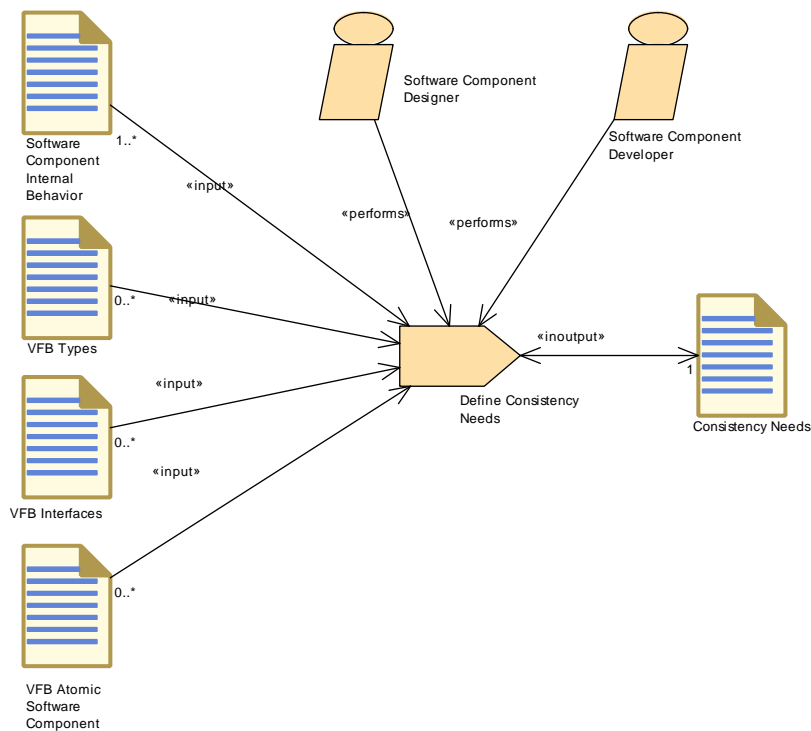 Software Component
Designer
Software Component
Developer
Software
Component
Internal
Behavior
1..*
«input»
«performs»
«performs»
VFB Types
0..*
«input»
«inoutput»
1
Define Consistency
Needs
Consistency Needs
«input»
0..*
VFB Interfaces
«input»
0..*
VFB Atomic
Software
Component